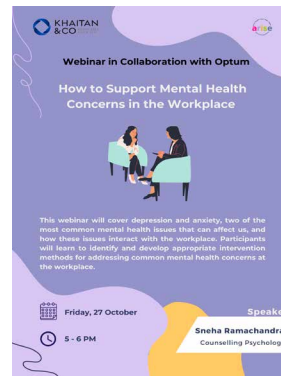 KHAITAN
&CO
arise
Webinar in Collaboration with Optum
How to Support Mental Health
Concerns in the Workplace
This webinar will cover depression and anxiety, two of the
most common mental health issues that can affect us, and
how these issues interact with the workplace. Participants
will learn to identify and develop appropriate intervention
methods for addressing common mental health concerns at
the workplace.
Friday, 27 October
5 - 6 PM
Speake
Sneha Ramachandra
Counselling Psycholog